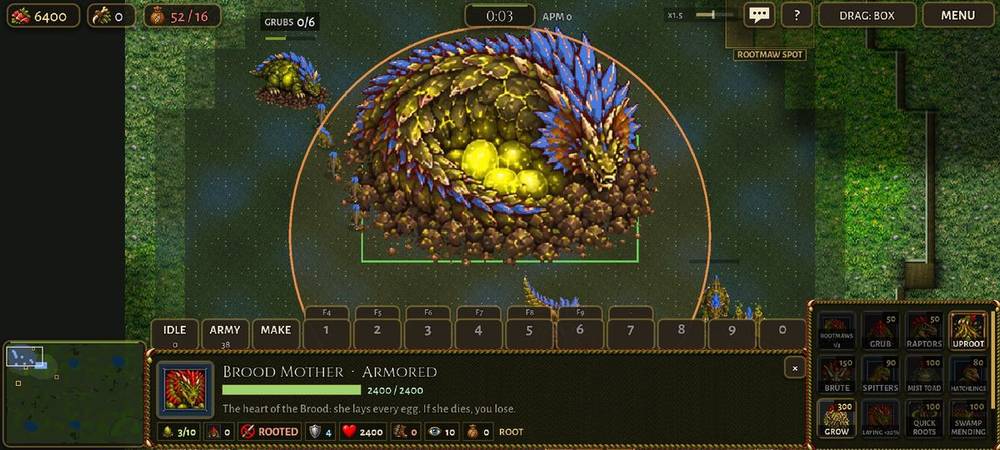 6400
0
52/16
GRUBS 0/6
0:03
APM 0
x1.5
?
DRAG: BOX
MENU
ROOTMAW SPOT
F4
F5
F6
F7
F8
F9
IDLE
0
ARMY
38
MAKE
1
2
3
4
5
6
7
8
9
0
BROOD MOTHER · ARMORED
×
2400 / 2400
The heart of the Brood: she lays every egg. If she dies, you lose.
3/10
0
ROOTED
4
2400
0
10
0
ROOT
ROOTMAWS
50
GRUB
50
RAPTORS
UPROOT
150
BRUTE
90
SPITTERS
100
MIST TOAD
80
HATCHLINGS
300
GROW
LAYING +20%
100
QUICK
ROOTS
100
SWAMP
MENDING